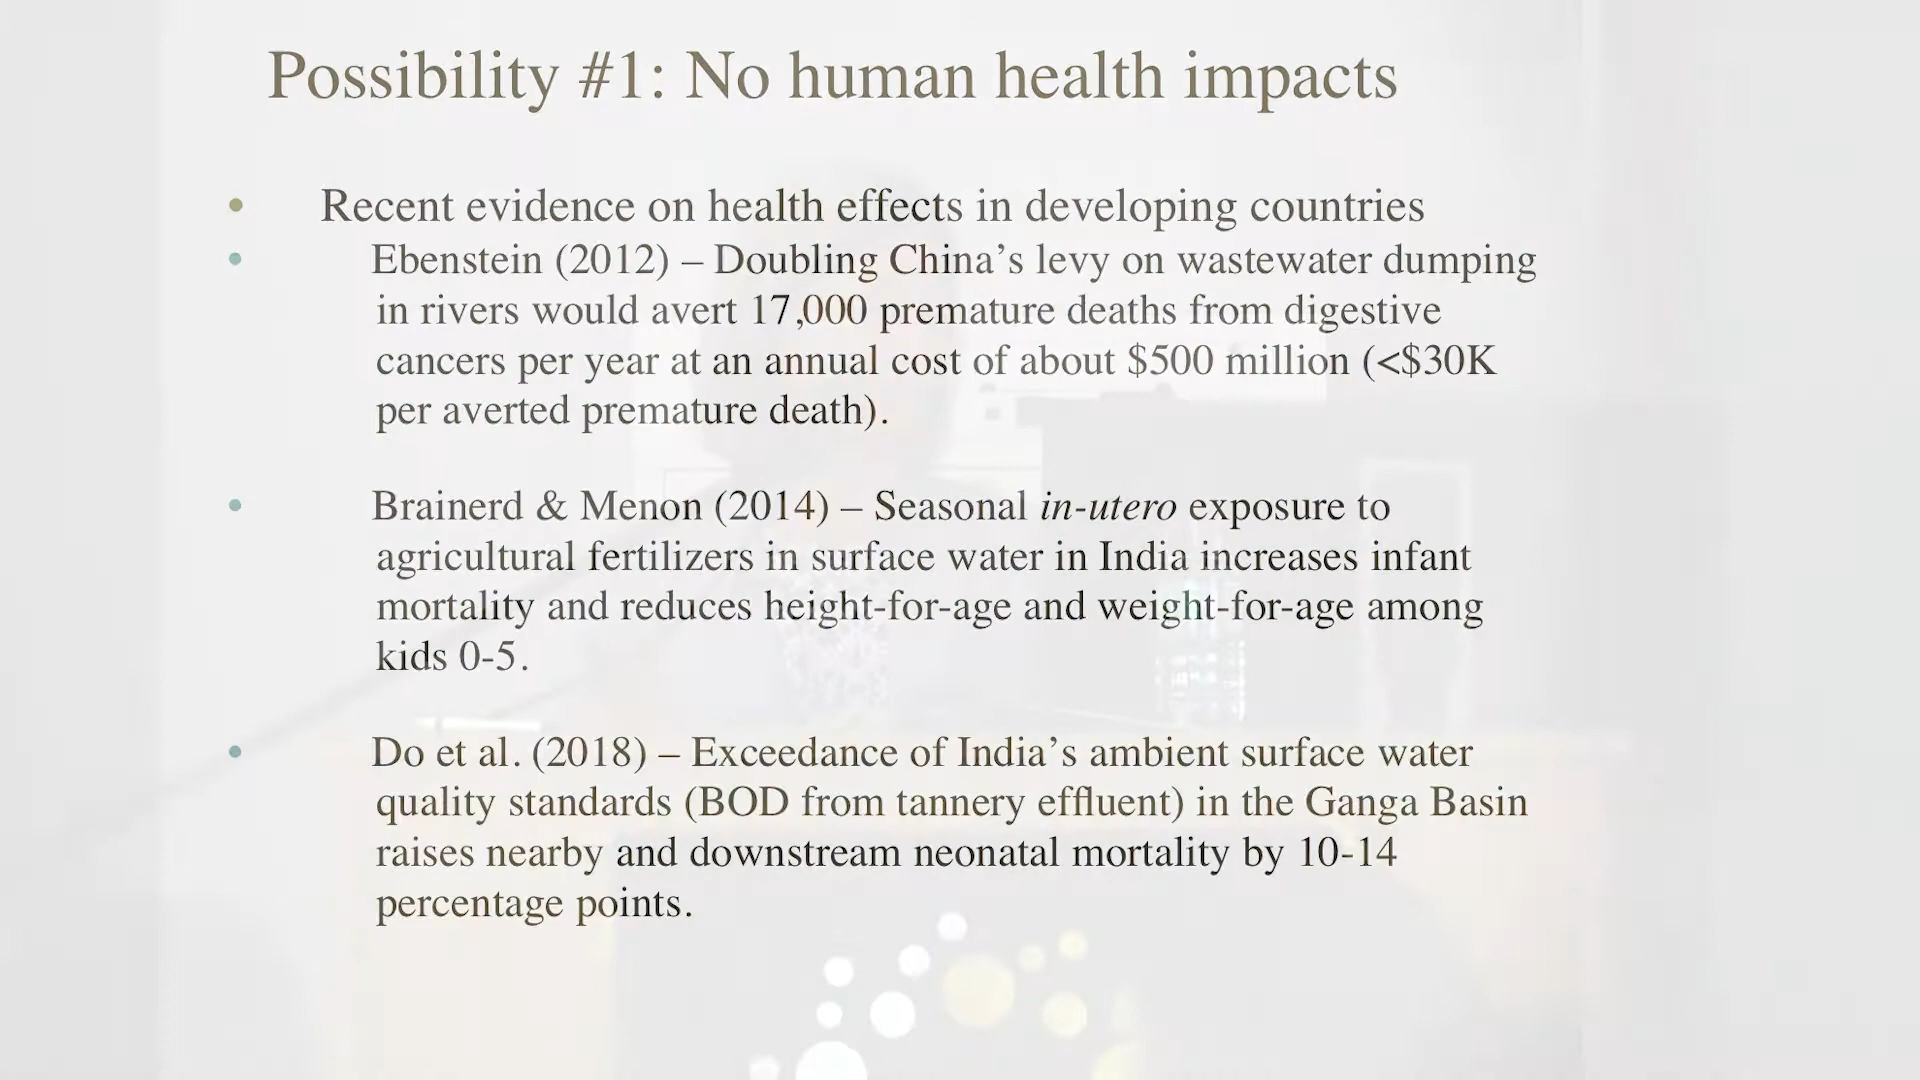 Possibility #1: No human health impacts
• Recent evidence on health effects in developing countries
• Ebenstein (2012) – Doubling China’s levy on wastewater dumping
in rivers would avert 17,000 premature deaths from digestive
cancers per year at an annual cost of about $500 million (<$30K
per averted premature death).
• Brainerd & Menon (2014) – Seasonal in-utero exposure to
agricultural fertilizers in surface water in India increases infant
mortality and reduces height-for-age and weight-for-age among
kids 0-5.
• Do et al. (2018) – Exceedance of India’s ambient surface water
quality standards (BOD from tannery effluent) in the Ganga Basin
raises nearby and downstream neonatal mortality by 10-14
percentage points.